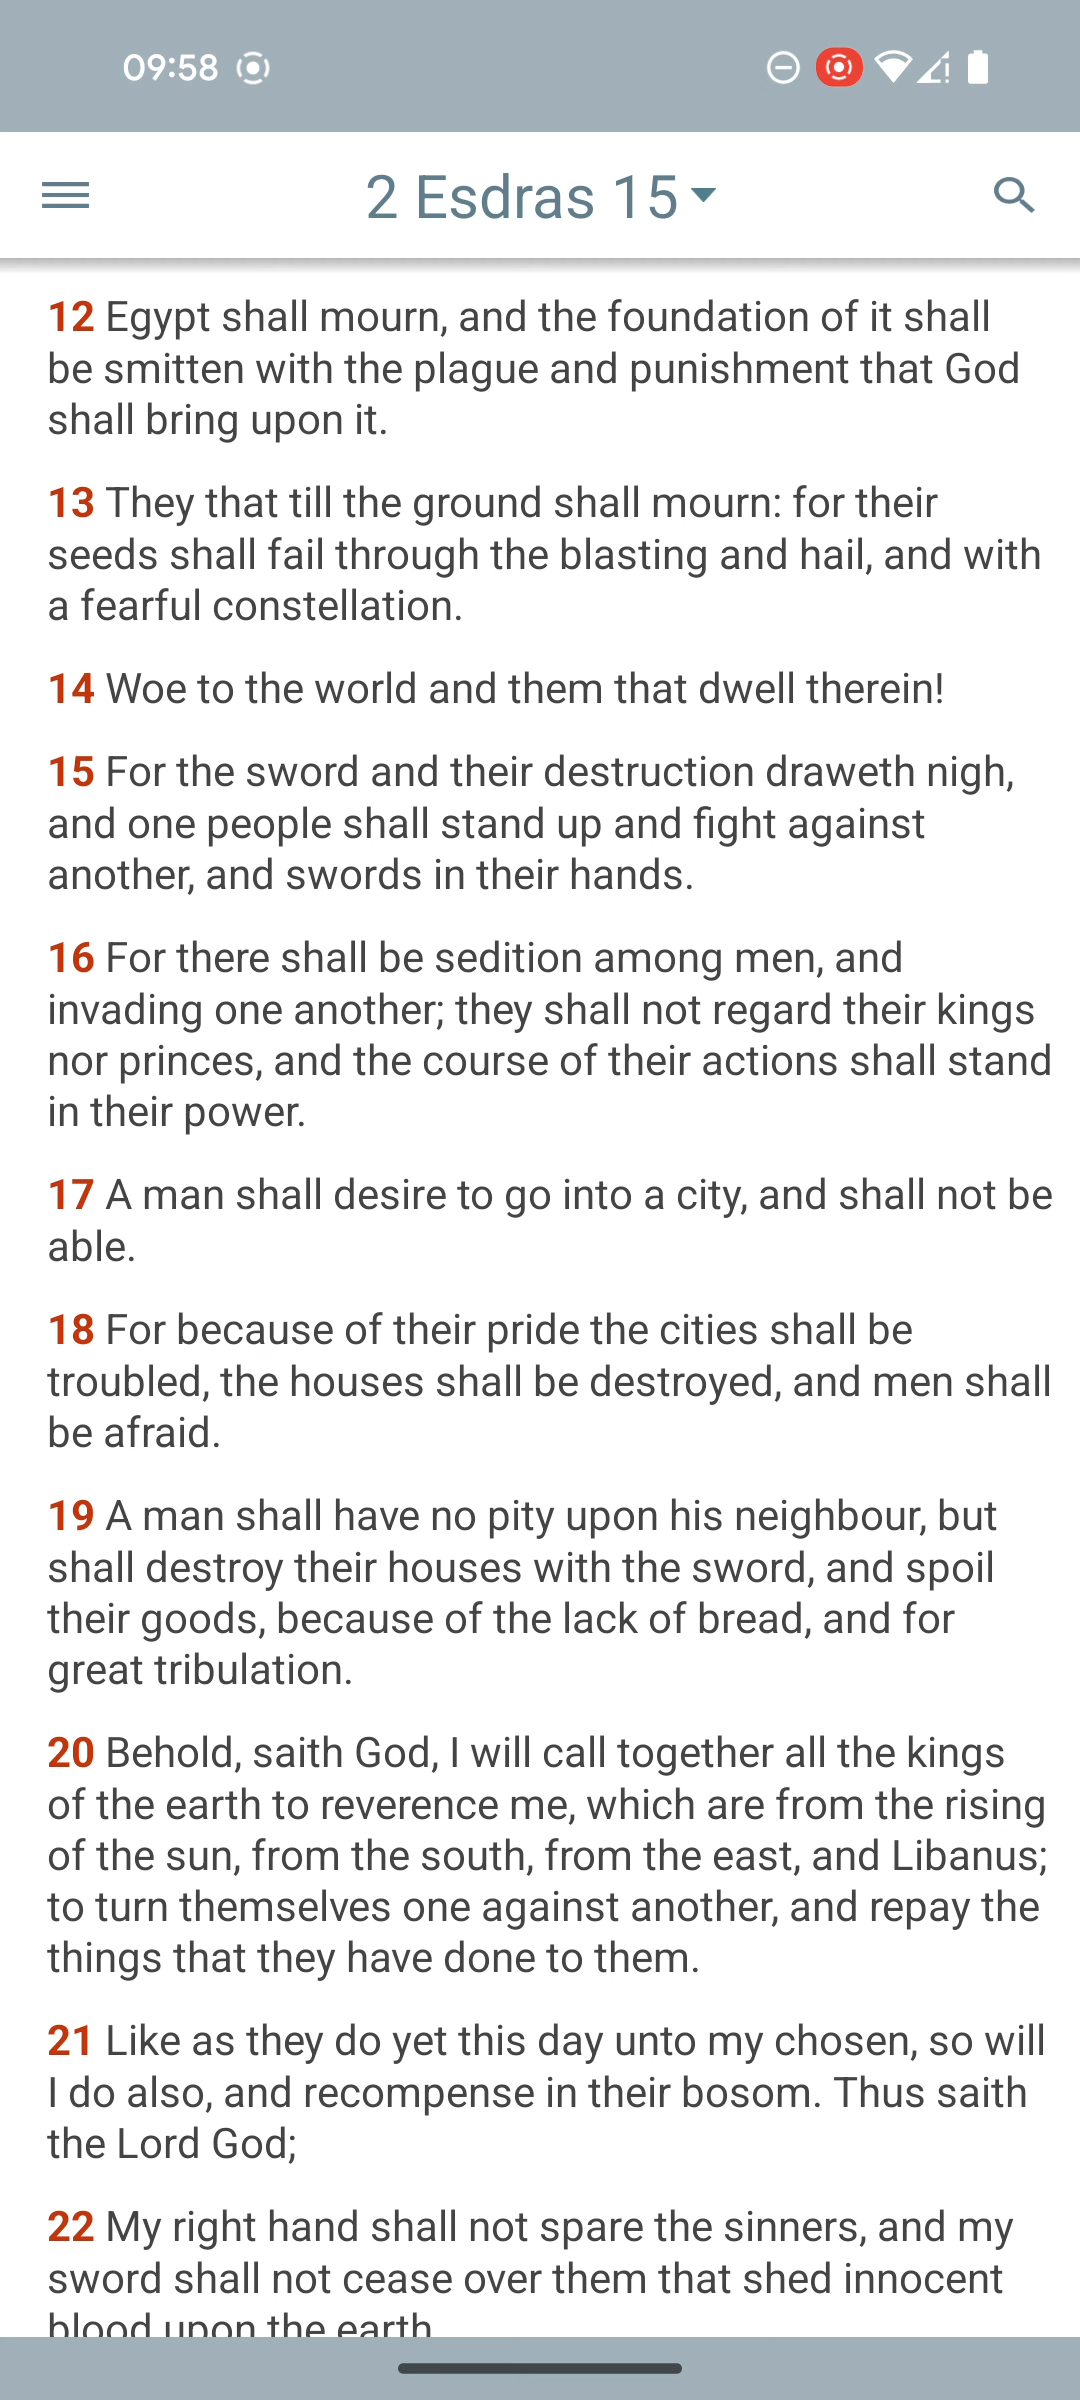 09:58
2 Esdras 15
12 Egypt shall mourn, and the foundation of it shall
be smitten with the plague and punishment that God
shall bring upon it.
13 They that till the ground shall mourn: for their
seeds shall fail through the blasting and hail, and with
a fearful constellation.
14 Woe to the world and them that dwell therein!
15 For the sword and their destruction draweth nigh,
and one people shall stand up and fight against
another, and swords in their hands.
16 For there shall be sedition among men, and
invading one another; they shall not regard their kings
nor princes, and the course of their actions shall stand
in their power.
17 A man shall desire to go into a city, and shall not be
able.
18 For because of their pride the cities shall be
troubled, the houses shall be destroyed, and men shall
be afraid.
19 A man shall have no pity upon his neighbour, but
shall destroy their houses with the sword, and spoil
their goods, because of the lack of bread, and for
great tribulation.
20 Behold, saith God, I will call together all the kings
of the earth to reverence me, which are from the rising
of the sun, from the south, from the east, and Libanus;
to turn themselves one against another, and repay the
things that they have done to them.
21 Like as they do yet this day unto my chosen, so will
I do also, and recompense in their bosom. Thus saith
the Lord God;
22 My right hand shall not spare the sinners, and my
sword shall not cease over them that shed innocent
blood upon the earth